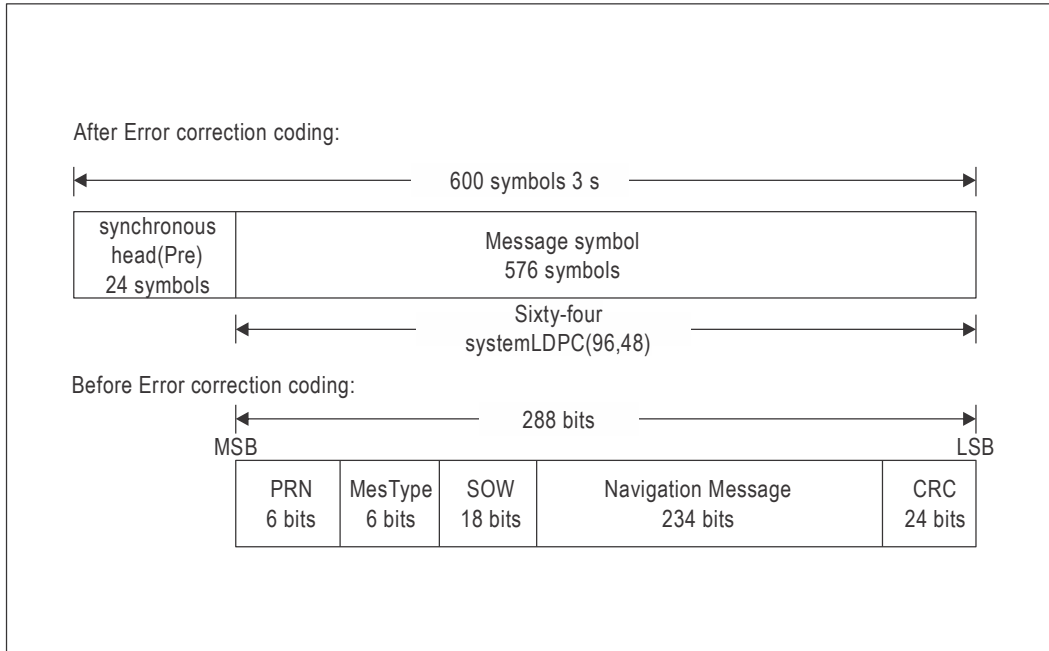 After Error correction coding:
600 symbols 3 s
synchronous
head(Pre)
24 symbols
Message symbol
576 symbols
Sixty-four
systemLDPC(96,48)
Before Error correction coding:
288 bits
MSB
LSB
PRN
6 bits
MesType
6 bits
SOW
18 bits
Navigation Message
234 bits
CRC
24 bits